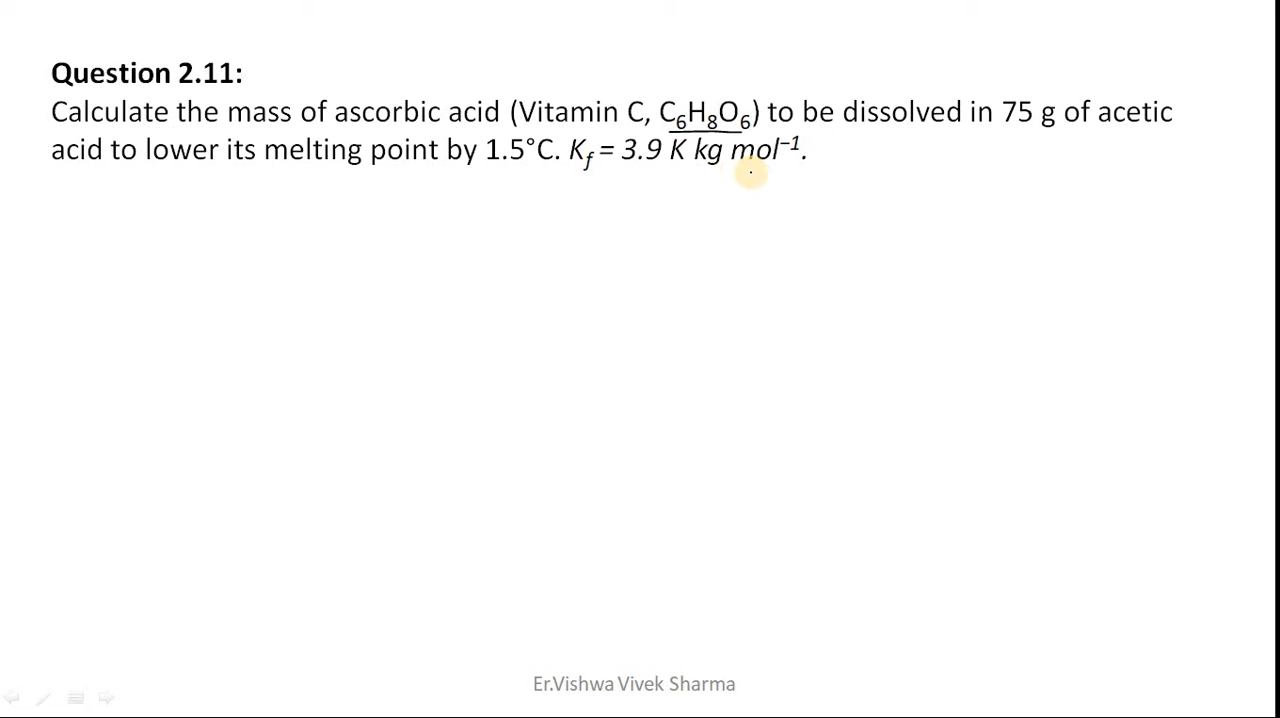 Question 2.11:
Calculate the mass of ascorbic acid (Vitamin C, C₆H₈O₆) to be dissolved in 75 g of acetic
acid to lower its melting point by 1.5°C. K_f = 3.9 K kg mol⁻¹.
Er.Vishwa Vivek Sharma